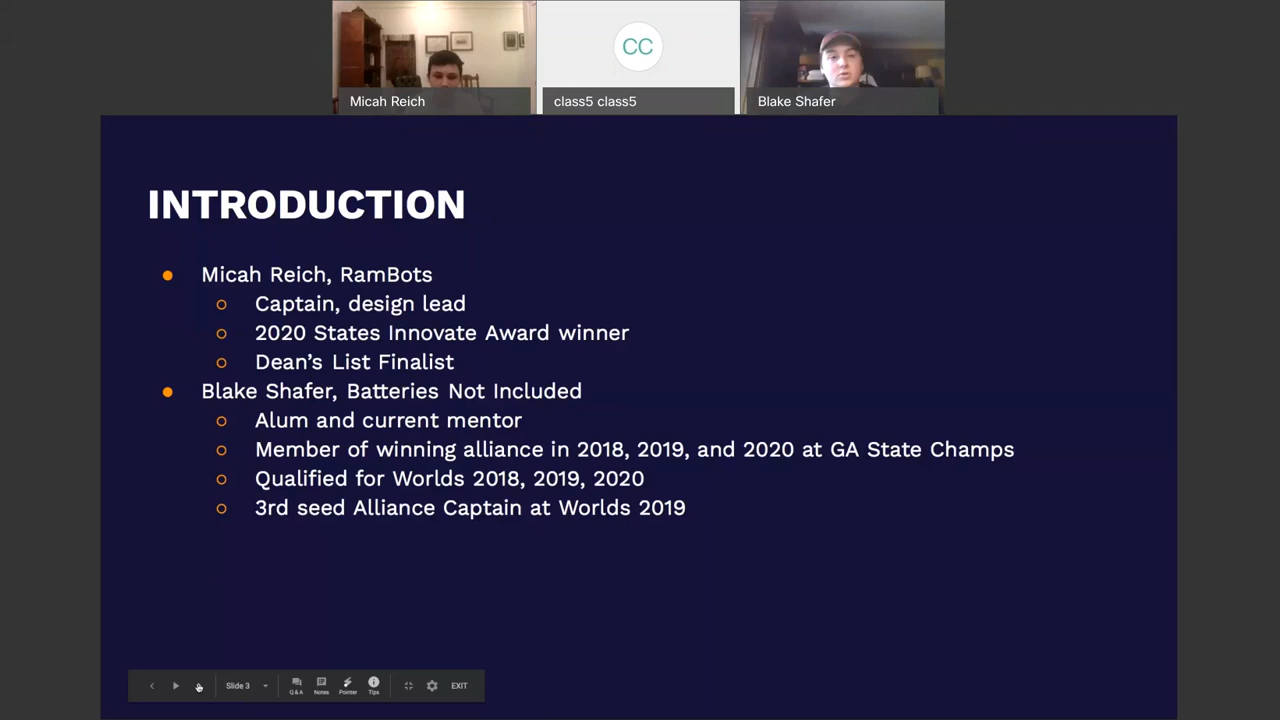 CC
Micah Reich
class5 class5
Blake Shafer
INTRODUCTION
Micah Reich, RamBots
Captain, design lead
2020 States Innovate Award winner
Dean's List Finalist
Blake Shafer, Batteries Not Included
Alum and current mentor
Member of winning alliance in 2018, 2019, and 2020 at GA State Champs
Qualified for Worlds 2018, 2019, 2020
3rd seed Alliance Captain at Worlds 2019
Slide 3
Q&A
Notes
Pointer
Tips
EXIT